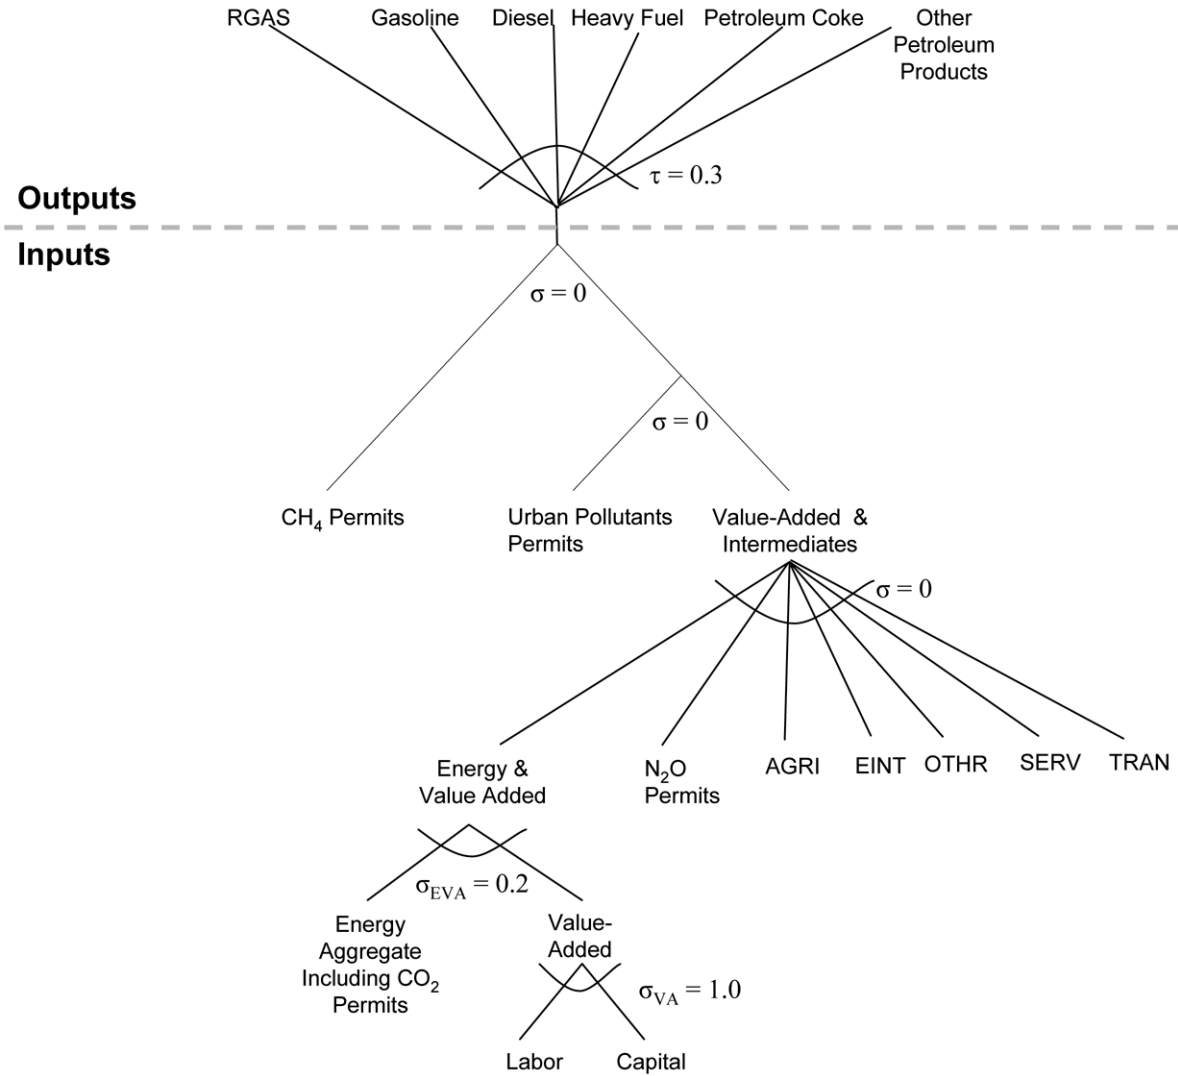 RGAS Gasoline Diesel Heavy Fuel Petroleum Coke Other
Petroleum
Products
τ = 0.3
Outputs
Inputs
σ = 0
σ = 0
CH₄ Permits
Urban Pollutants
Permits
Value-Added &
Intermediates
σ = 0
Energy &
Value Added
N₂O
Permits
AGRI EINT OTHR SERV TRAN
σ_EVA = 0.2
Energy
Aggregate
Including CO₂
Permits
Value-
Added
σ_VA = 1.0
Labor Capital